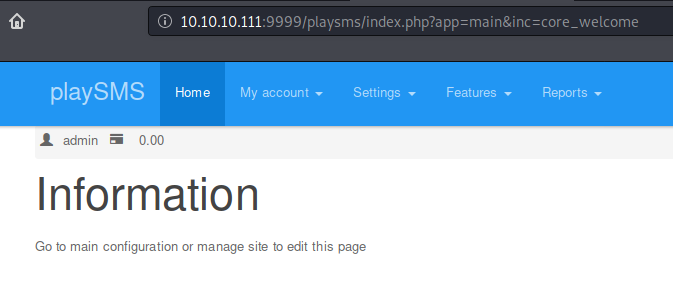 10.10.10.111:9999/playsms/index.php?app=main&inc=core_welcome
playSMS Home My account Settings Features Reports
admin 0.00
Information
Go to main configuration or manage site to edit this page